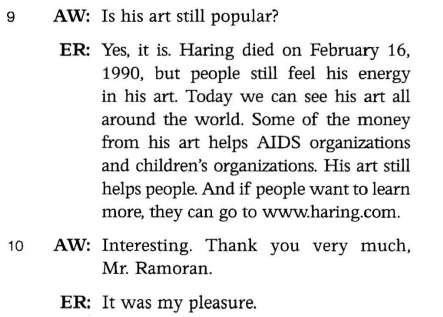 9 AW: Is his art still popular?
ER: Yes, it is. Haring died on February 16,
1990, but people still feel his energy
in his art. Today we can see his art all
around the world. Some of the money
from his art helps AIDS organizations
and children's organizations. His art still
helps people. And if people want to learn
more, they can go to www.haring.com.
10 AW: Interesting. Thank you very much,
Mr. Ramoran.
ER: It was my pleasure.